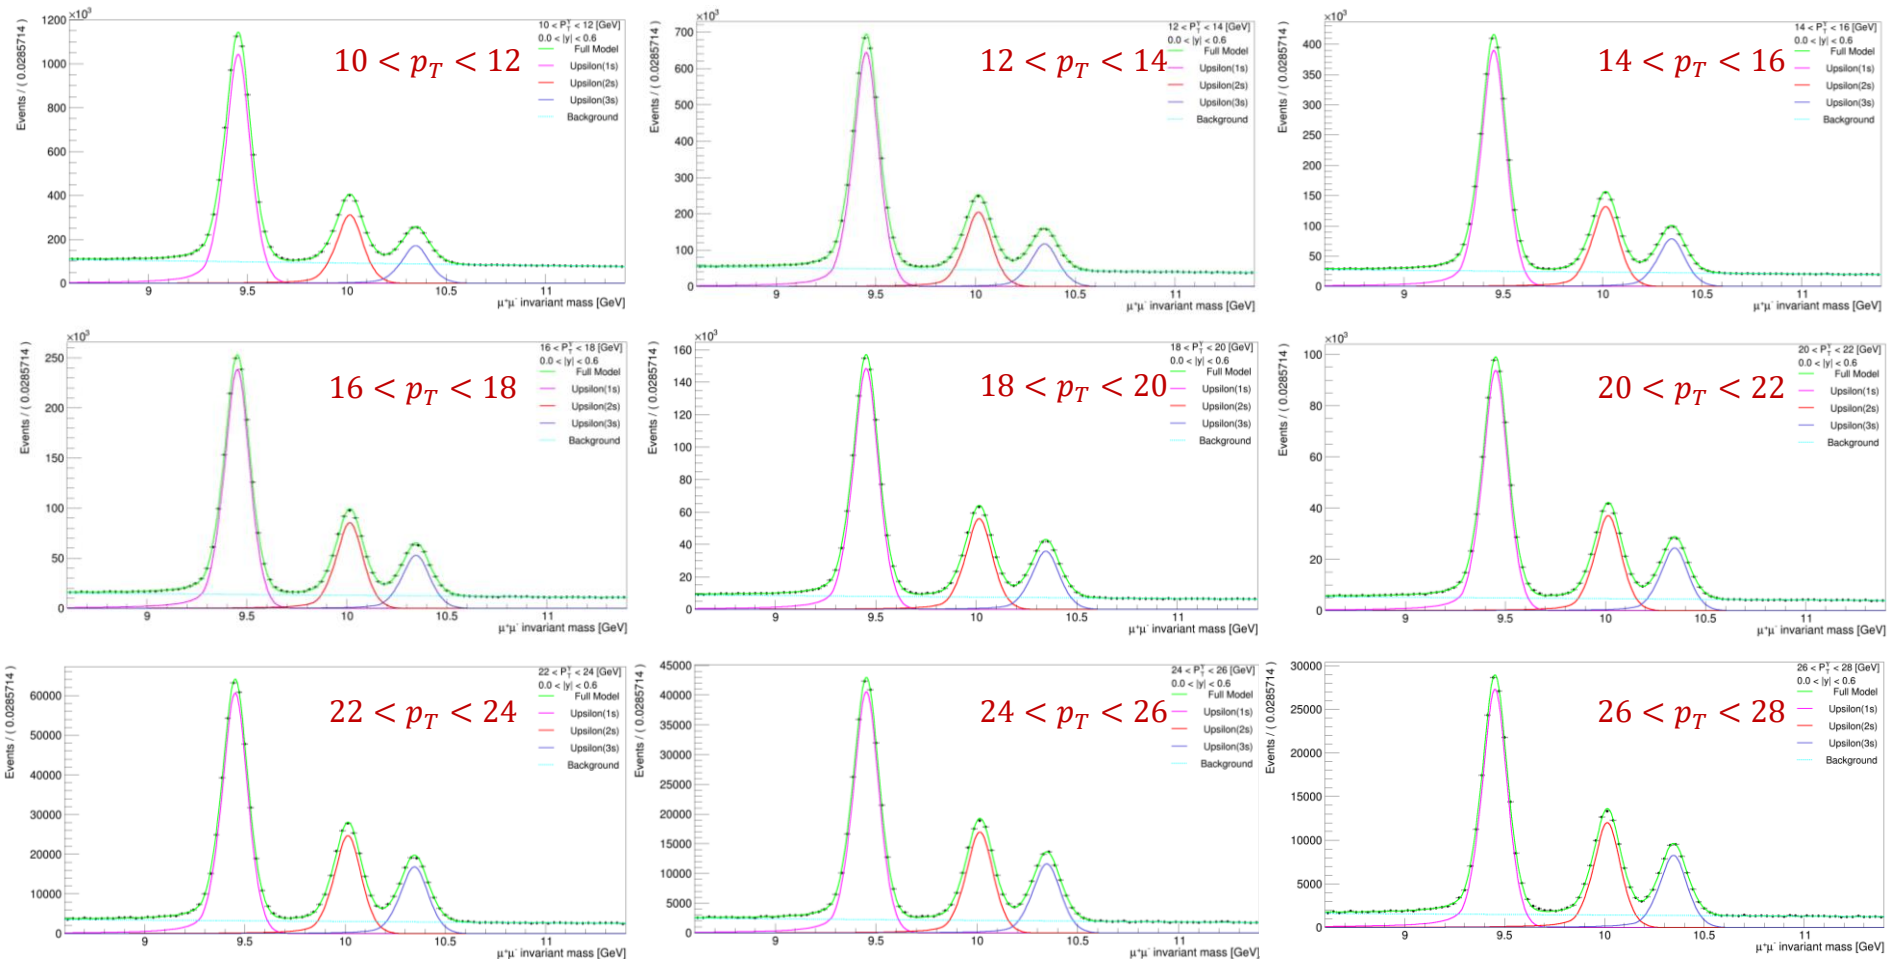 ×10³
1200
1000
800
600
400
200
0
Events / ( 0.0285714 )
10 < P_T^Υ < 12 [GeV]
0.0 < |y| < 0.6
Full Model
Upsilon(1s)
Upsilon(2s)
Upsilon(3s)
Background
10 < p_T < 12
9 9.5 10 10.5 11
μ⁺μ⁻ invariant mass [GeV]
×10³
700
600
500
400
300
200
100
0
Events / ( 0.0285714 )
12 < P_T^Υ < 14 [GeV]
0.0 < |y| < 0.6
Full Model
Upsilon(1s)
Upsilon(2s)
Upsilon(3s)
Background
12 < p_T < 14
9 9.5 10 10.5 11
μ⁺μ⁻ invariant mass [GeV]
×10³
400
350
300
250
200
150
100
50
0
Events / ( 0.0285714 )
14 < P_T^Υ < 16 [GeV]
0.0 < |y| < 0.6
Full Model
Upsilon(1s)
Upsilon(2s)
Upsilon(3s)
Background
14 < p_T < 16
9 9.5 10 10.5 11
μ⁺μ⁻ invariant mass [GeV]
×10³
250
200
150
100
50
0
Events / ( 0.0285714 )
16 < P_T^Υ < 18 [GeV]
0.0 < |y| < 0.6
Full Model
Upsilon(1s)
Upsilon(2s)
Upsilon(3s)
Background
16 < p_T < 18
9 9.5 10 10.5 11
μ⁺μ⁻ invariant mass [GeV]
×10³
160
140
120
100
80
60
40
20
0
Events / ( 0.0285714 )
18 < P_T^Υ < 20 [GeV]
0.0 < |y| < 0.6
Full Model
Upsilon(1s)
Upsilon(2s)
Upsilon(3s)
Background
18 < p_T < 20
9 9.5 10 10.5 11
μ⁺μ⁻ invariant mass [GeV]
×10³
100
80
60
40
20
0
Events / ( 0.0285714 )
20 < P_T^Υ < 22 [GeV]
0.0 < |y| < 0.6
Full Model
Upsilon(1s)
Upsilon(2s)
Upsilon(3s)
Background
20 < p_T < 22
9 9.5 10 10.5 11
μ⁺μ⁻ invariant mass [GeV]
60000
50000
40000
30000
20000
10000
0
Events / ( 0.0285714 )
22 < P_T^Υ < 24 [GeV]
0.0 < |y| < 0.6
Full Model
Upsilon(1s)
Upsilon(2s)
Upsilon(3s)
Background
22 < p_T < 24
9 9.5 10 10.5 11
μ⁺μ⁻ invariant mass [GeV]
45000
40000
35000
30000
25000
20000
15000
10000
5000
0
Events / ( 0.0285714 )
24 < P_T^Υ < 26 [GeV]
0.0 < |y| < 0.6
Full Model
Upsilon(1s)
Upsilon(2s)
Upsilon(3s)
Background
24 < p_T < 26
9 9.5 10 10.5 11
μ⁺μ⁻ invariant mass [GeV]
30000
25000
20000
15000
10000
5000
0
Events / ( 0.0285714 )
26 < P_T^Υ < 28 [GeV]
0.0 < |y| < 0.6
Full Model
Upsilon(1s)
Upsilon(2s)
Upsilon(3s)
Background
26 < p_T < 28
9 9.5 10 10.5 11
μ⁺μ⁻ invariant mass [GeV]